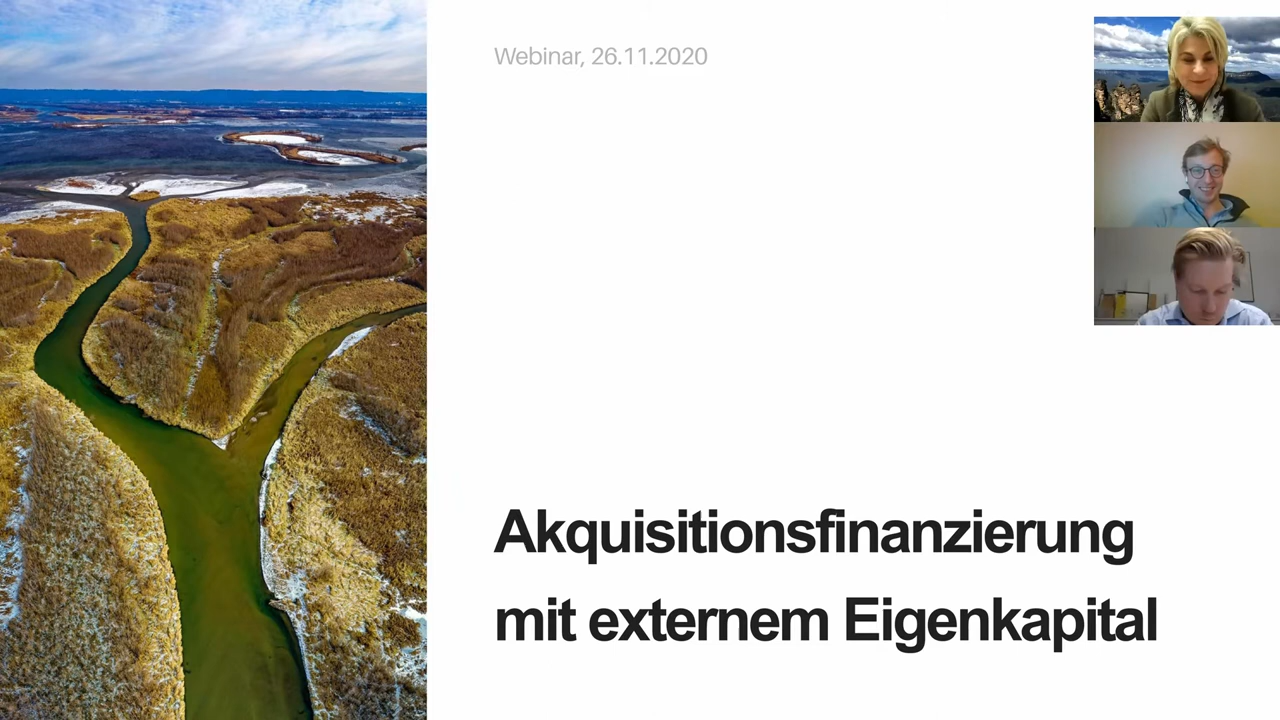 Webinar, 26.11.2020
Akquisitionsfinanzierung
mit externem Eigenkapital